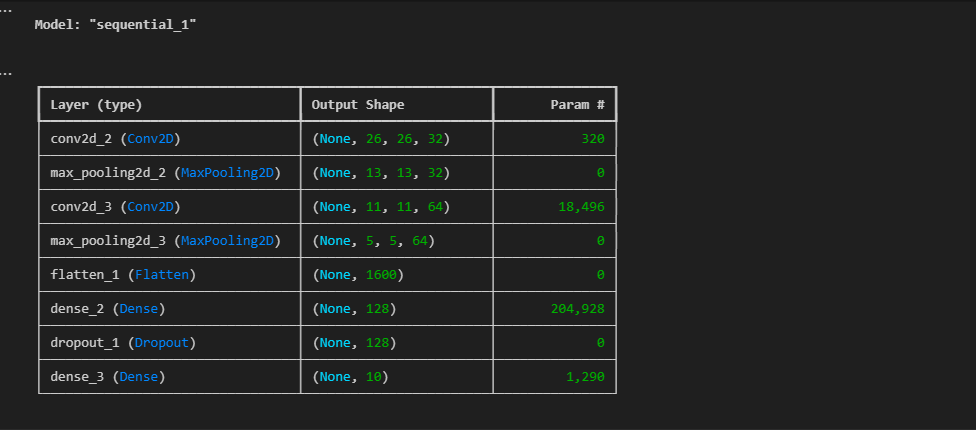 ...
Model: "sequential_1"
...
Layer (type) Output Shape Param #
conv2d_2 (Conv2D) (None, 26, 26, 32) 320
max_pooling2d_2 (MaxPooling2D) (None, 13, 13, 32) 0
conv2d_3 (Conv2D) (None, 11, 11, 64) 18,496
max_pooling2d_3 (MaxPooling2D) (None, 5, 5, 64) 0
flatten_1 (Flatten) (None, 1600) 0
dense_2 (Dense) (None, 128) 204,928
dropout_1 (Dropout) (None, 128) 0
dense_3 (Dense) (None, 10) 1,290